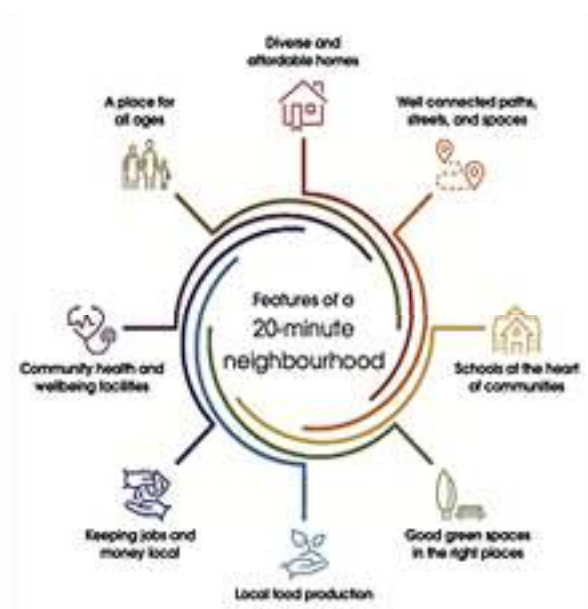 Diverse and
affordable homes
Well connected paths,
streets, and spaces
Schools at the heart
of communities
Good green spaces
in the right places
Local food production
Keeping jobs and
money local
Community health and
wellbeing facilities
A place for
all ages
Features of a
20-minute
neighbourhood